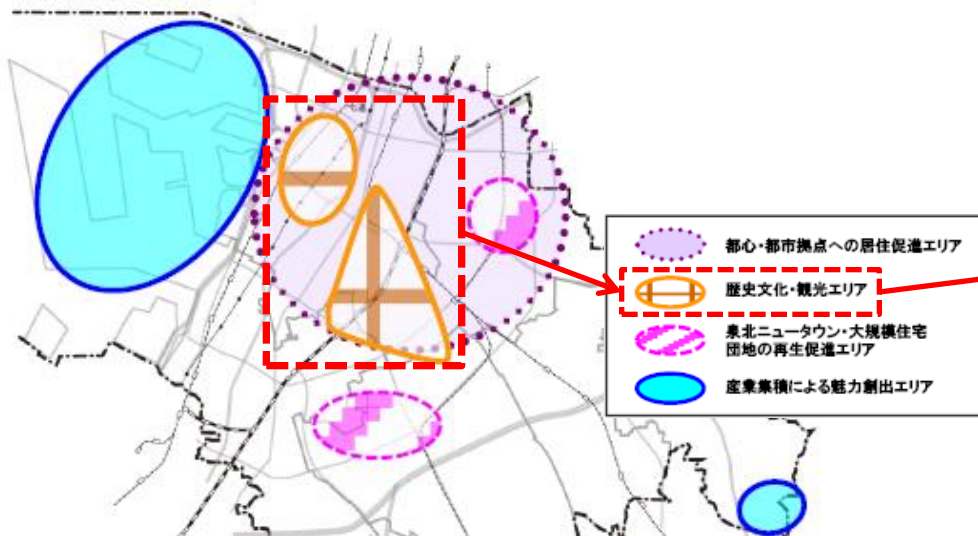 都心・都市拠点への居住促進エリア
歴史文化・観光エリア
泉北ニュータウン・大規模住宅
団地の再生促進エリア
産業集積による魅力創出エリア